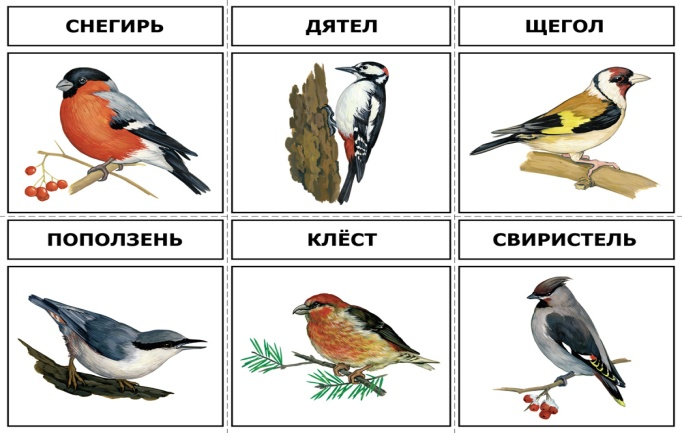 СНЕГИРЬ
ДЯТЕЛ
ЩЕГОЛ
ПОПОЛЗЕНЬ
КЛЁСТ
СВИРИСТЕЛЬ